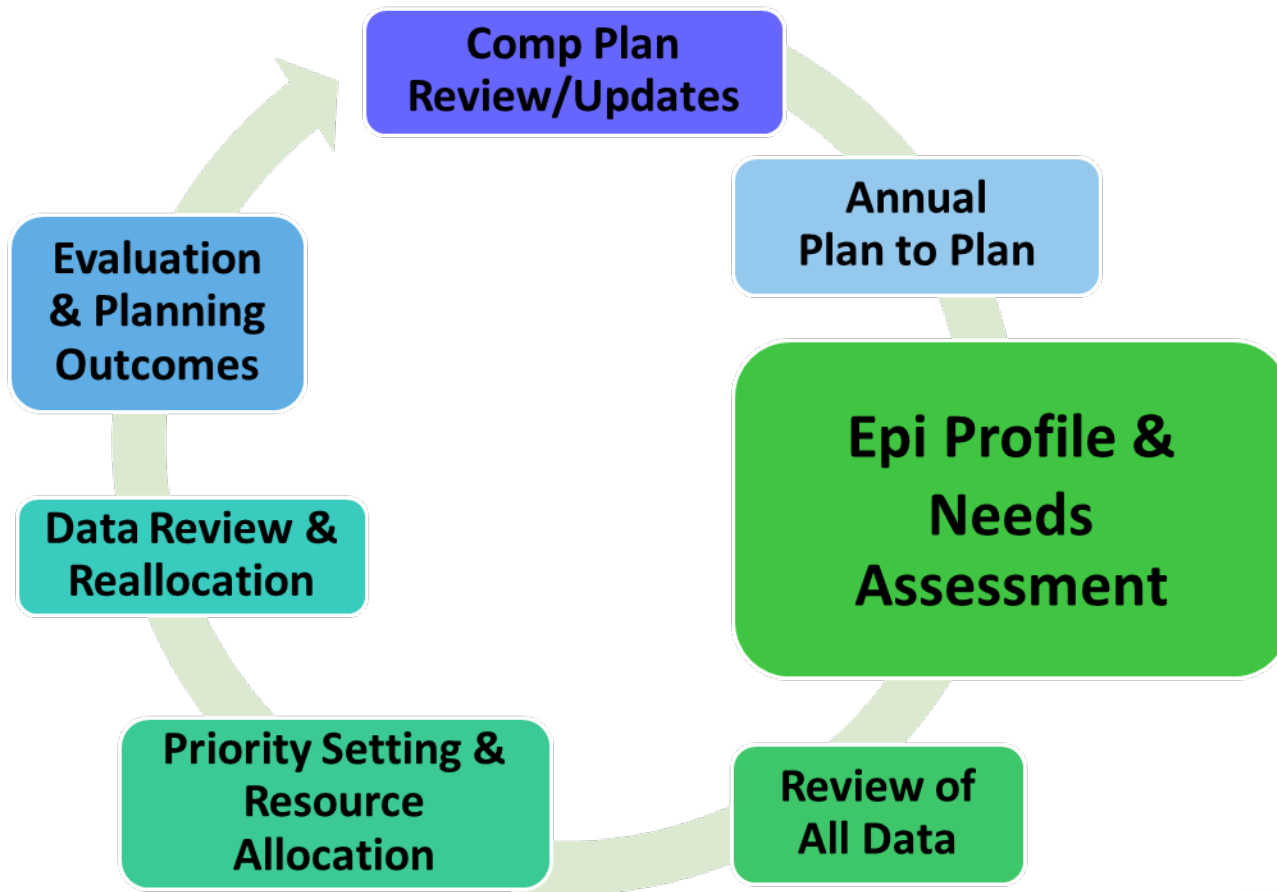 Comp Plan
Review/Updates
Annual
Plan to Plan
Epi Profile &
Needs
Assessment
Review of
All Data
Priority Setting &
Resource
Allocation
Data Review &
Reallocation
Evaluation
& Planning
Outcomes